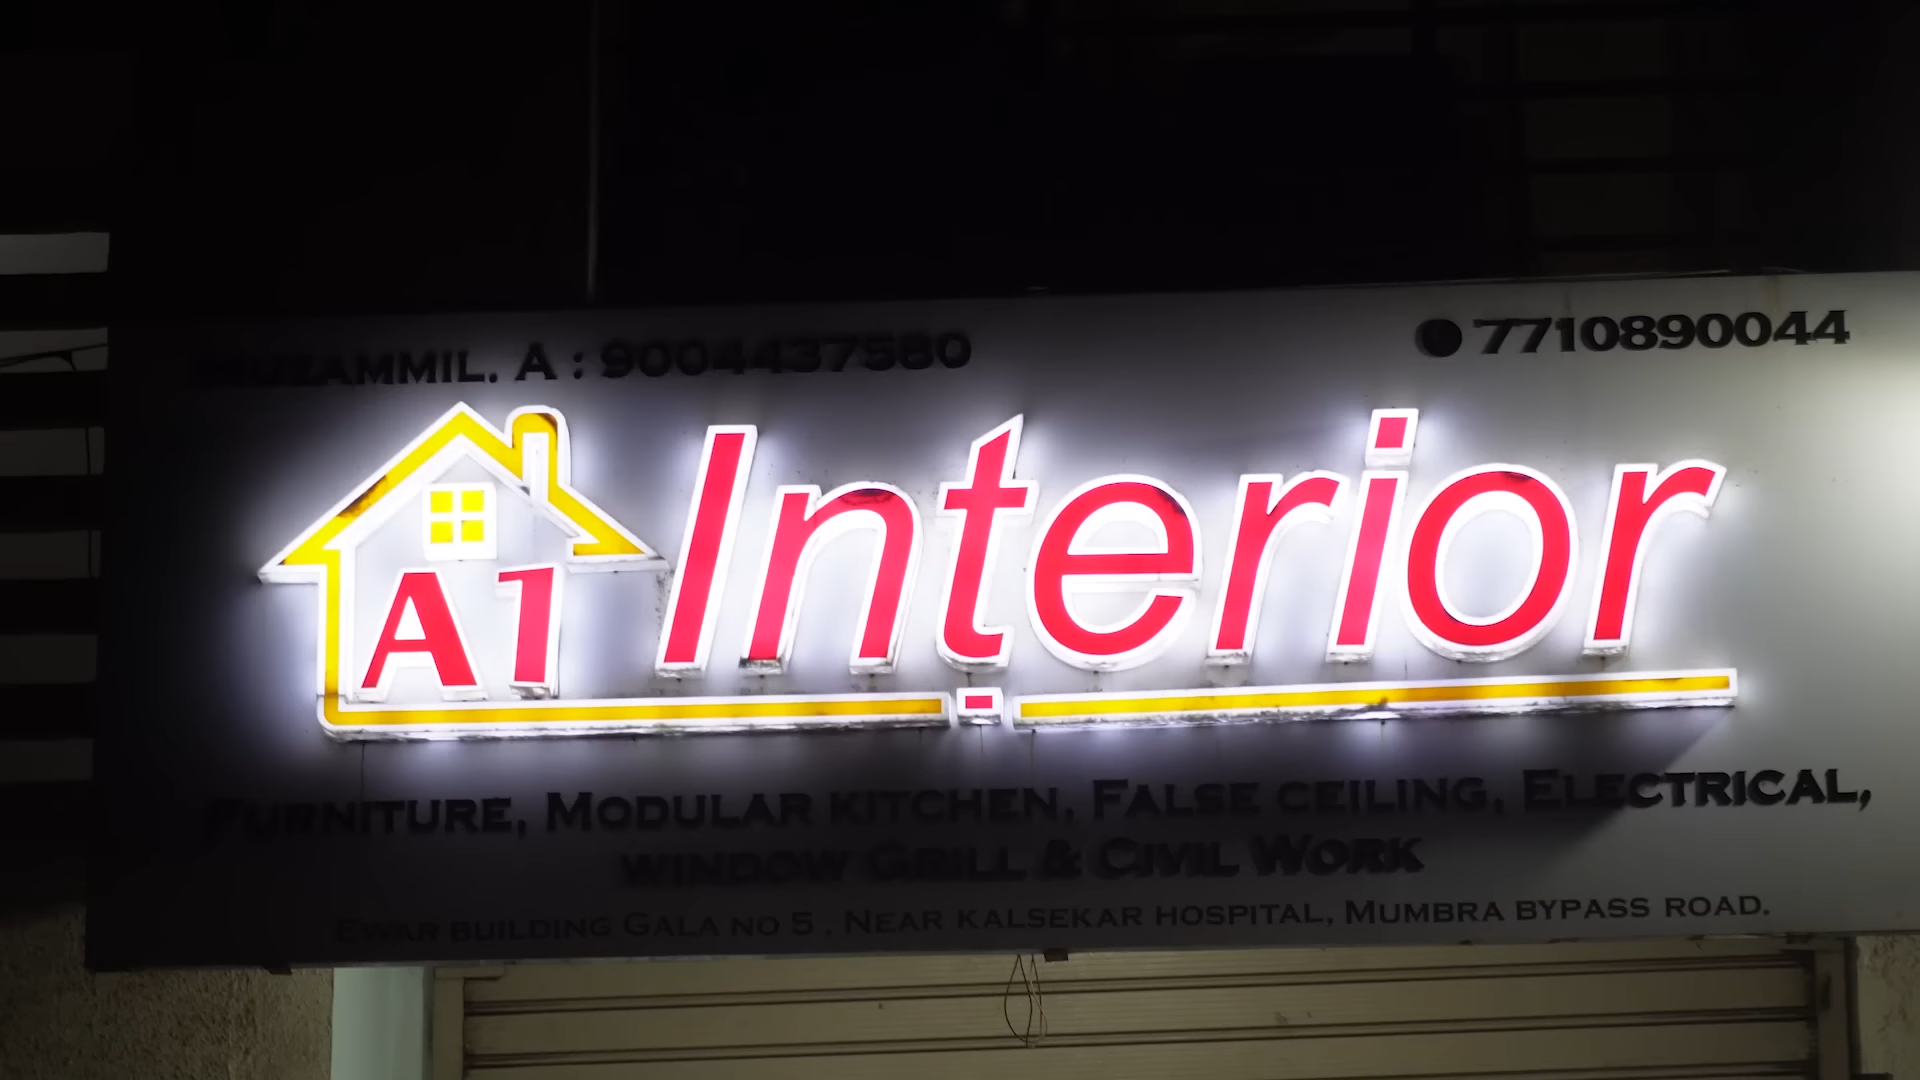 MUZAMMIL. A : 9004437580
7710890044
A1 Interior
FURNITURE, MODULAR KITCHEN, FALSE CEILING, ELECTRICAL,
WINDOW GRILL & CIVIL WORK
EWAR BUILDING GALA NO 5 , NEAR KALSEKAR HOSPITAL, MUMBRA BYPASS ROAD.